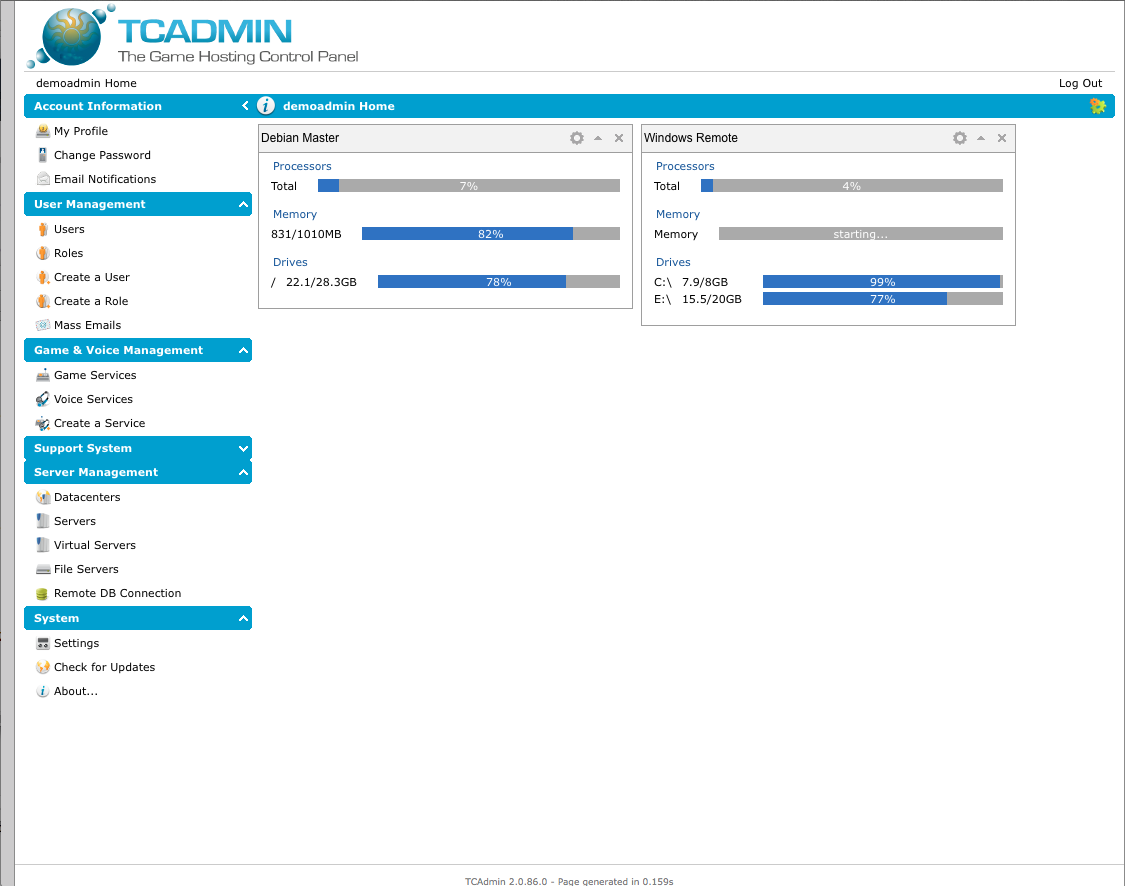 TCADMIN
The Game Hosting Control Panel
demoadmin Home
Log Out
Account Information
demoadmin Home
My Profile
Change Password
Email Notifications
User Management
Users
Roles
Create a User
Create a Role
Mass Emails
Game & Voice Management
Game Services
Voice Services
Create a Service
Support System
Server Management
Datacenters
Servers
Virtual Servers
File Servers
Remote DB Connection
System
Settings
Check for Updates
About...
Debian Master
Processors
Total 7%
Memory
831/1010MB 82%
Drives
/ 22.1/28.3GB 78%
Windows Remote
Processors
Total 4%
Memory
Memory starting...
Drives
C:\ 7.9/8GB 99%
E:\ 15.5/20GB 77%
TCAdmin 2.0.86.0 - Page generated in 0.159s